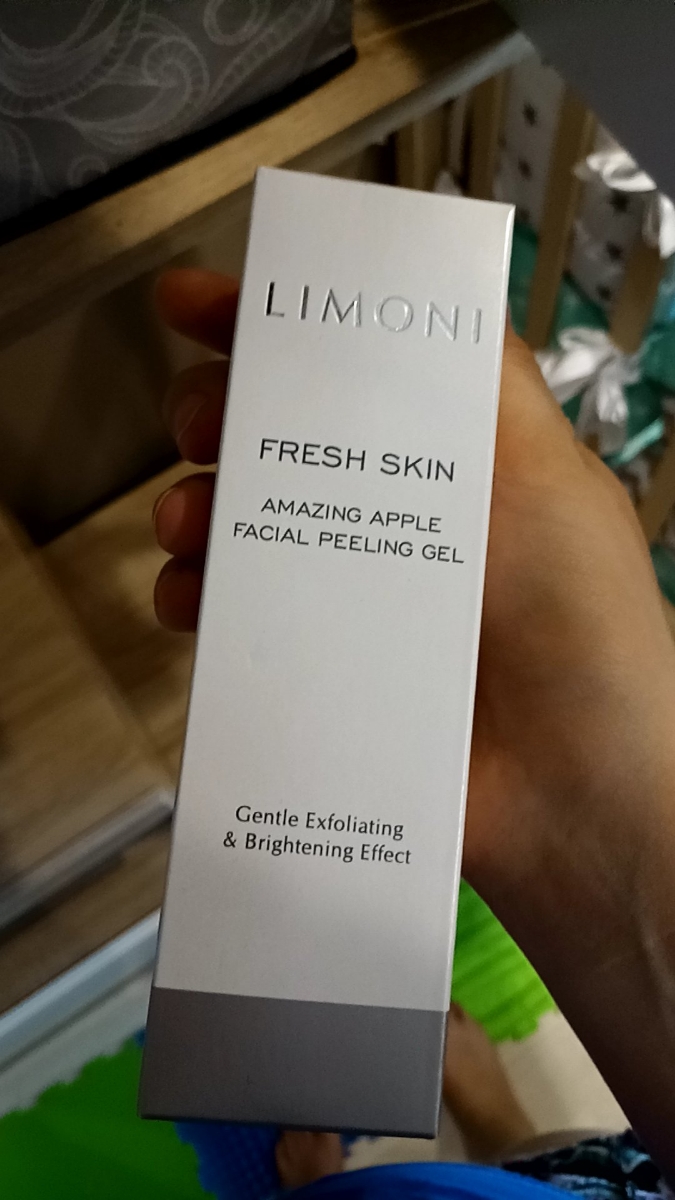 LIMONI
FRESH SKIN
AMAZING APPLE
FACIAL PEELING GEL
Gentle Exfoliating
& Brightening Effect